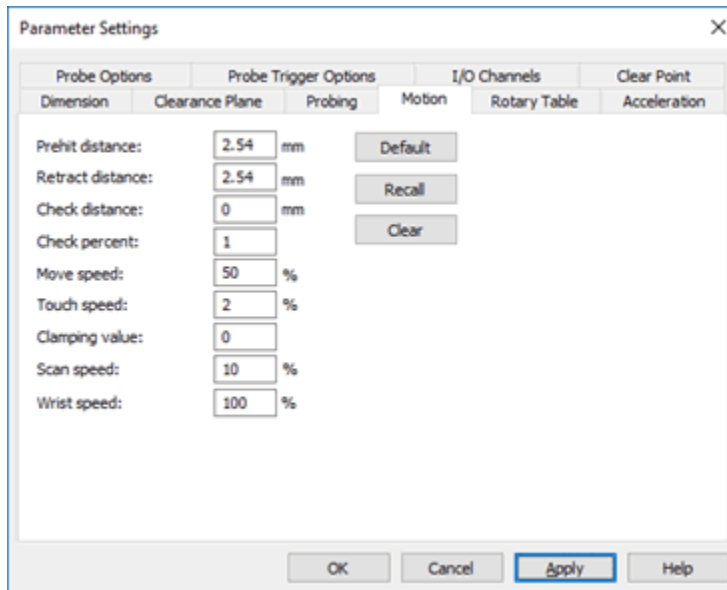 Parameter Settings
Probe Options Probe Trigger Options I/O Channels Clear Point
Dimension Clearance Plane Probing Motion Rotary Table Acceleration
Prehit distance: 2.54 mm Default
Retract distance: 2.54 mm Recall
Check distance: 0 mm
Check percent: 1 Clear
Move speed: 50 %
Touch speed: 2 %
Clamping value: 0
Scan speed: 10 %
Wrist speed: 100 %
OK Cancel Apply Help